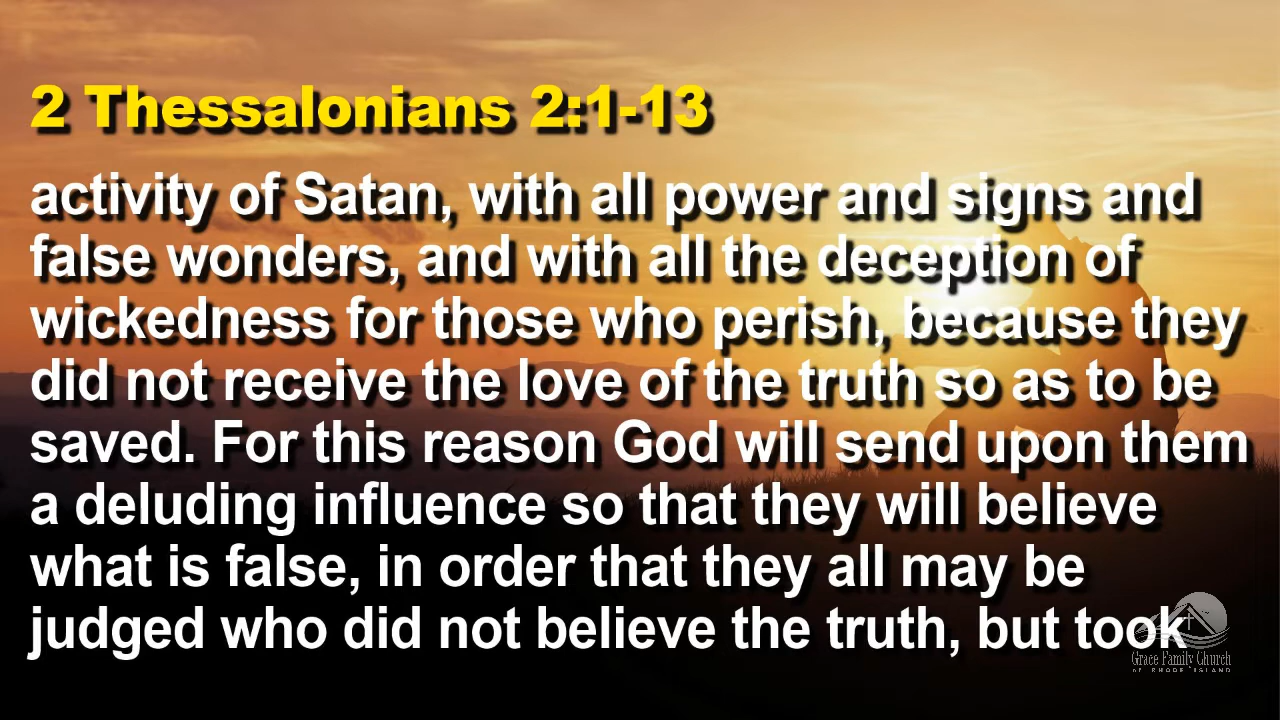 2 Thessalonians 2:1-13
activity of Satan, with all power and signs and
false wonders, and with all the deception of
wickedness for those who perish, because they
did not receive the love of the truth so as to be
saved. For this reason God will send upon them
a deluding influence so that they will believe
what is false, in order that they all may be
judged who did not believe the truth, but took
Grace Family Church
of RHODE ISLAND